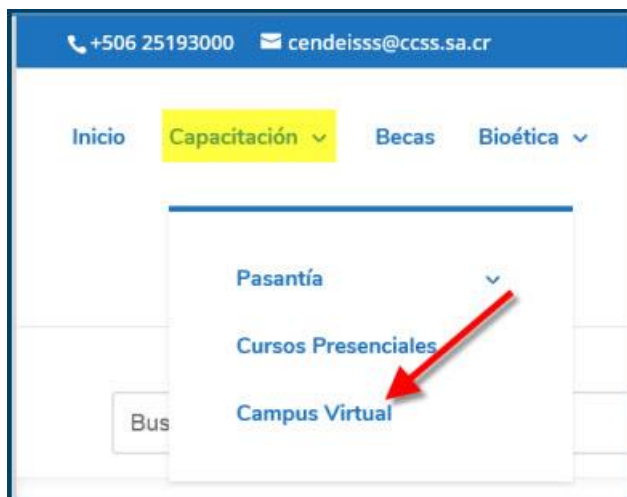 +506 25193000 cendeisss@ccss.sa.cr
Inicio Capacitación Becas Bioética
Pasantía
Cursos Presenciales
Campus Virtual
Bus